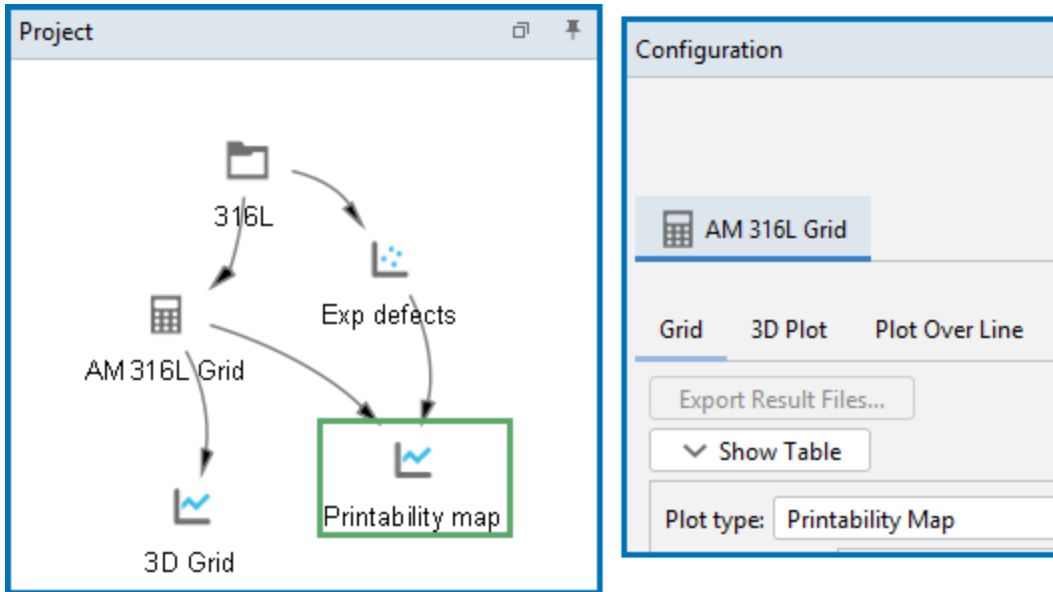 Project
316L
Exp defects
AM 316L Grid
Printability map
3D Grid
Configuration
AM 316L Grid
Grid 3D Plot Plot Over Line
Export Result Files...
Show Table
Plot type: Printability Map